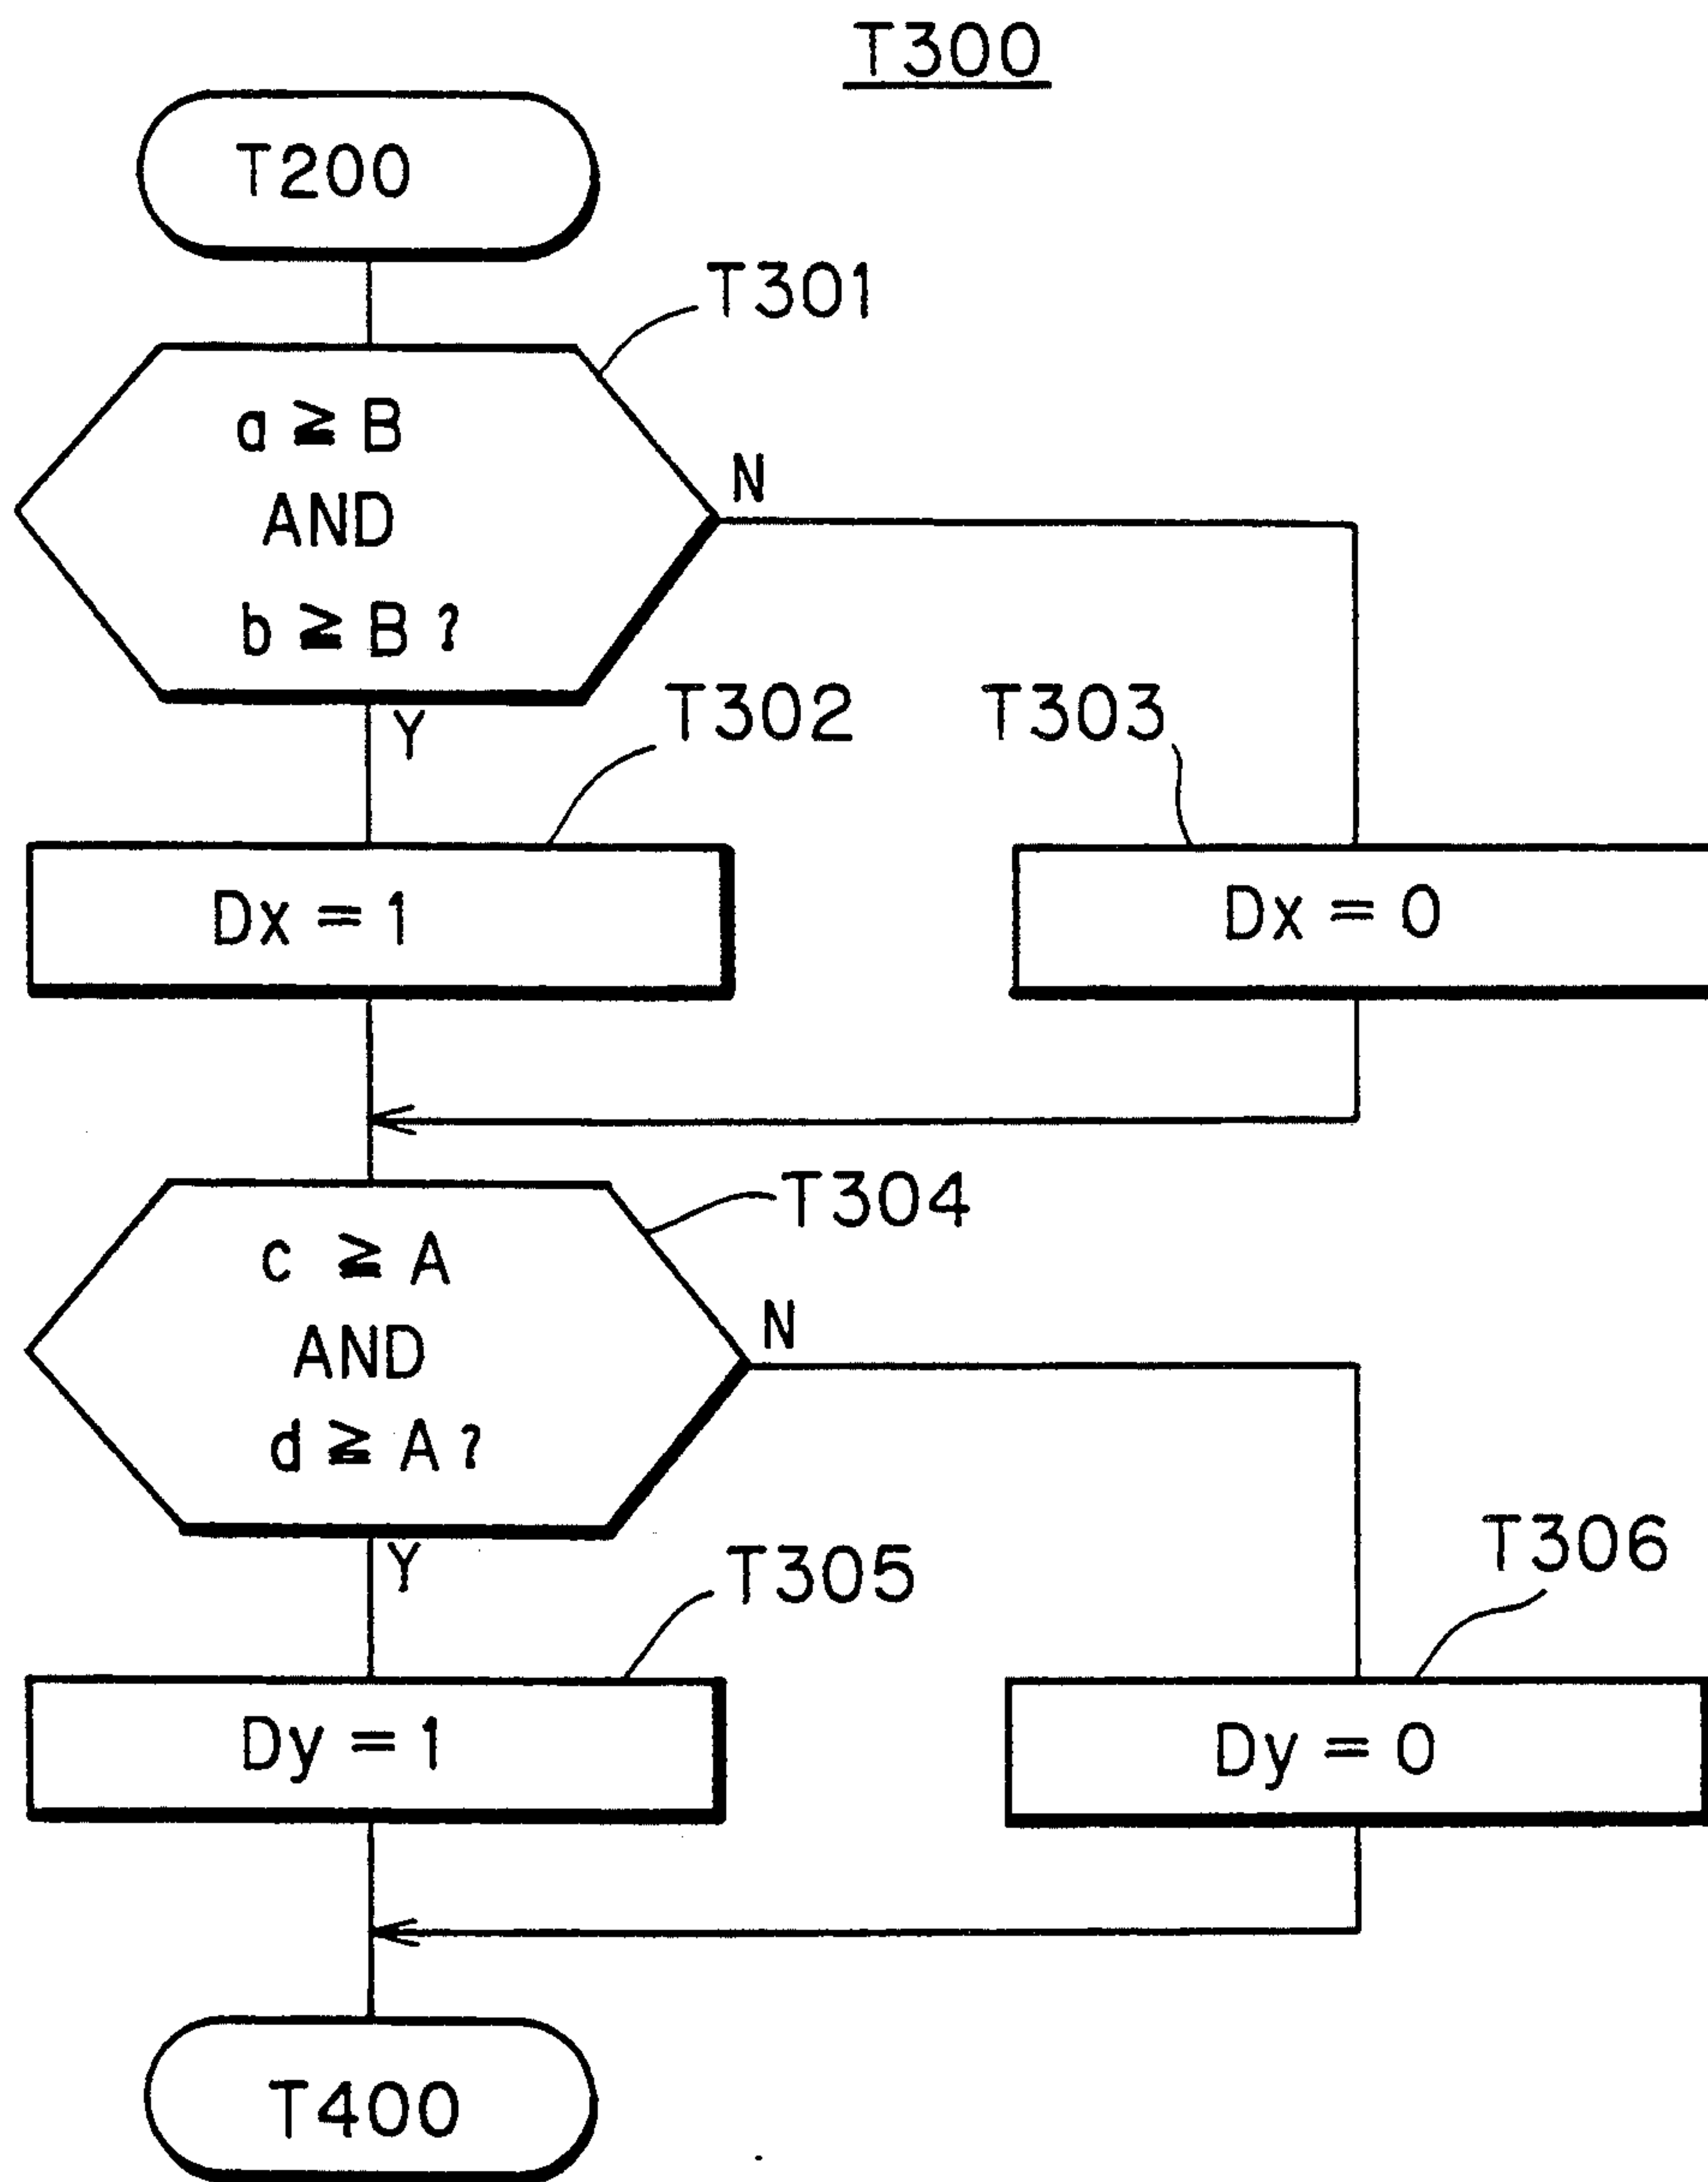 T300
T200
T301
a ≧ B
AND
b ≧ B ?
N
Y
T302
T303
Dx = 1
Dx = 0
T304
c ≧ A
AND
d ≧ A ?
N
Y
T305
T306
Dy = 1
Dy = 0
T400